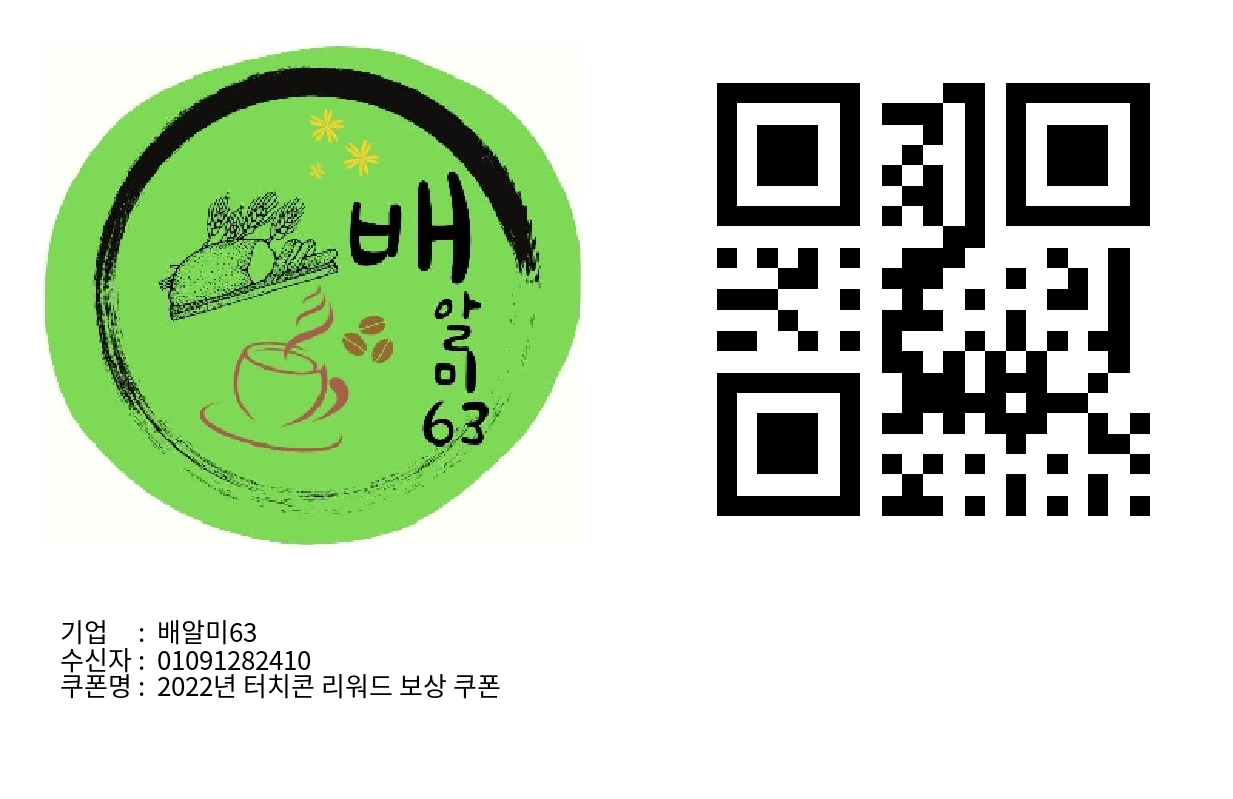 배
알
미
63
기업 : 배알미63
수신자 : 01091282410
쿠폰명 : 2022년 터치콘 리워드 보상 쿠폰